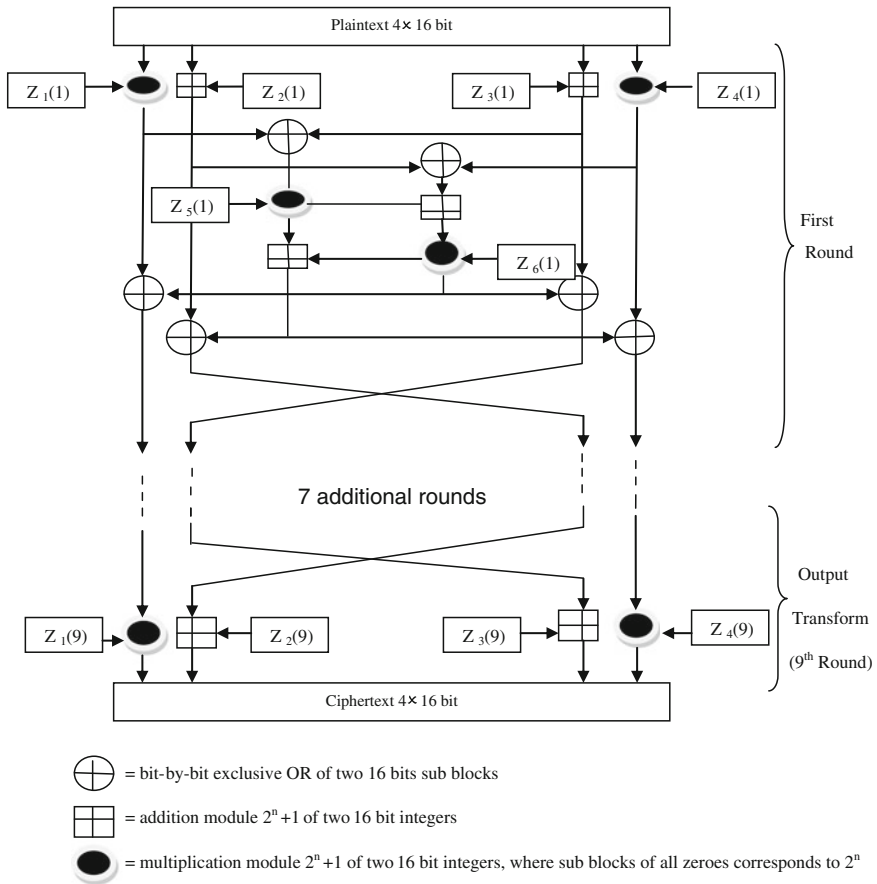 Plaintext 4× 16 bit
Z 1(1)
Z 2(1)
Z 3(1)
Z 4(1)
Z 5(1)
Z 6(1)
First
Round
7 additional rounds
Output
Transform
(9th Round)
Z 1(9)
Z 2(9)
Z 3(9)
Z 4(9)
Ciphertext 4× 16 bit
= bit-by-bit exclusive OR of two 16 bits sub blocks
= addition module 2^n +1 of two 16 bit integers
= multiplication module 2^n +1 of two 16 bit integers, where sub blocks of all zeroes corresponds to 2^n